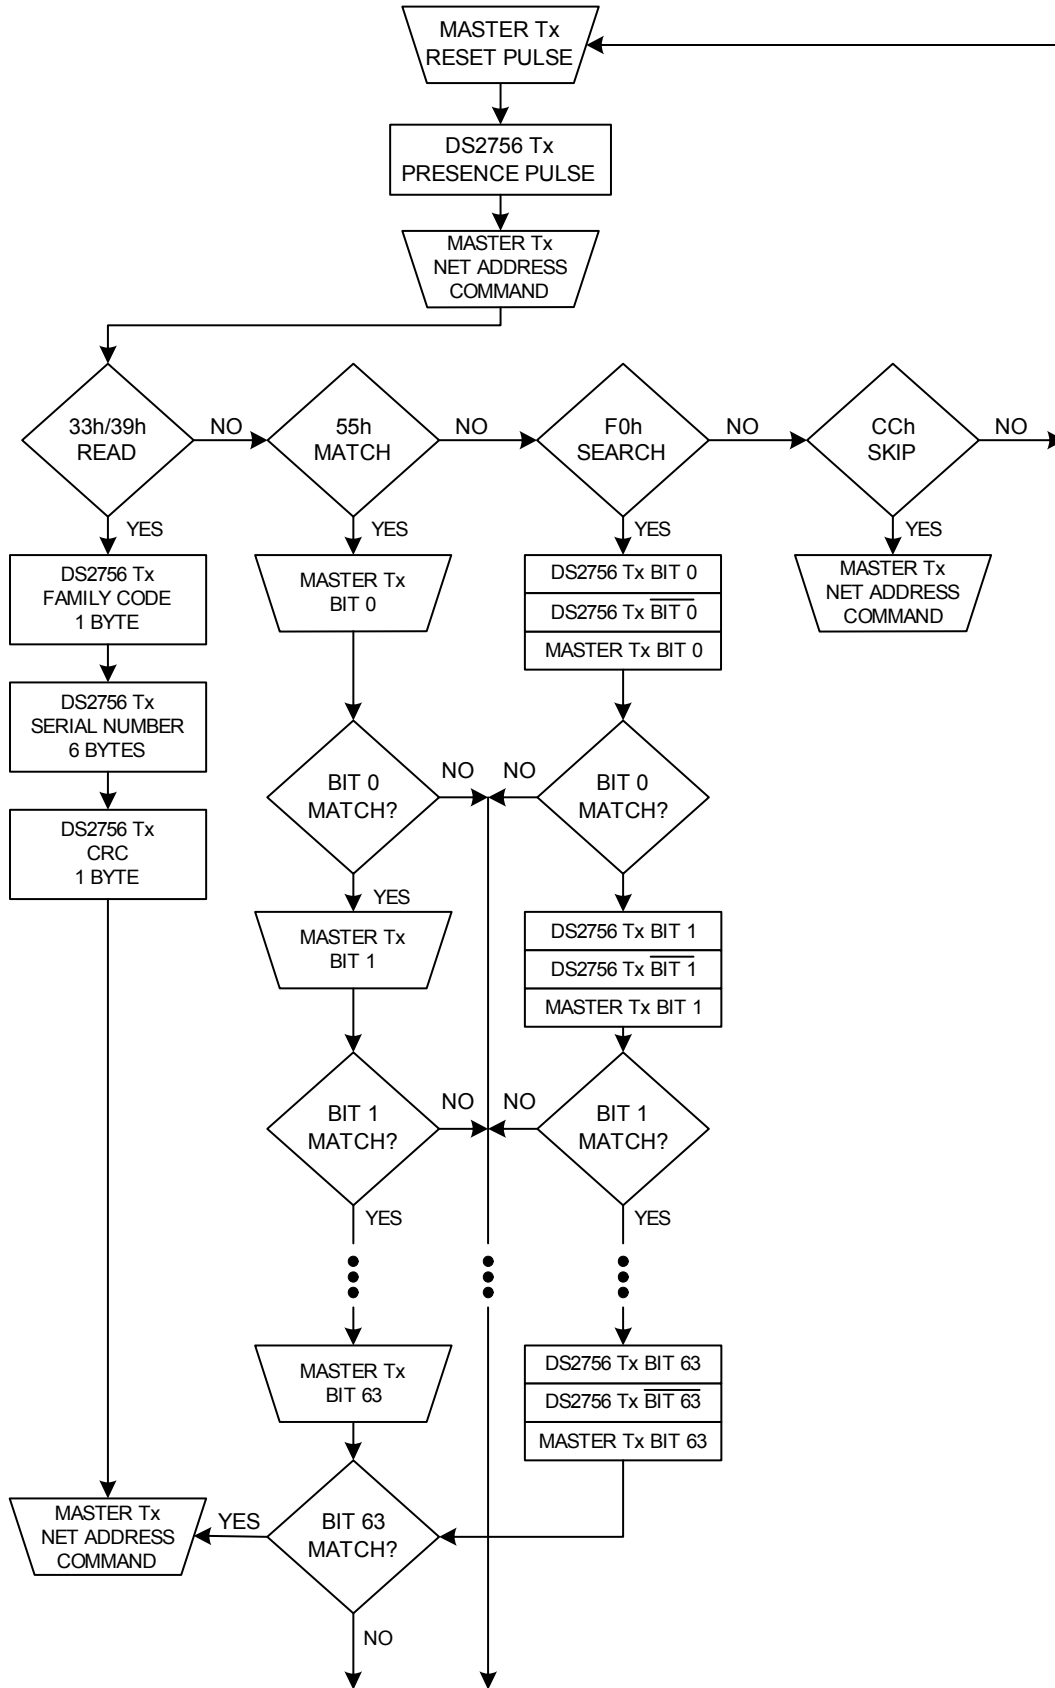 MASTER Tx
RESET PULSE
DS2756 Tx
PRESENCE PULSE
MASTER Tx
NET ADDRESS
COMMAND
33h/39h
READ
NO
55h
MATCH
NO
F0h
SEARCH
NO
CCh
SKIP
NO
YES
YES
YES
YES
DS2756 Tx
FAMILY CODE
1 BYTE
MASTER Tx
BIT 0
DS2756 Tx BIT 0
DS2756 Tx B̅I̅T̅ ̅0̅
MASTER Tx BIT 0
MASTER Tx
NET ADDRESS
COMMAND
DS2756 Tx
SERIAL NUMBER
6 BYTES
BIT 0
MATCH?
NO
NO
BIT 0
MATCH?
DS2756 Tx
CRC
1 BYTE
YES
YES
MASTER Tx
BIT 1
DS2756 Tx BIT 1
DS2756 Tx B̅I̅T̅ ̅1̅
MASTER Tx BIT 1
BIT 1
MATCH?
NO
NO
BIT 1
MATCH?
YES
YES
MASTER Tx
BIT 63
DS2756 Tx BIT 63
DS2756 Tx B̅I̅T̅ ̅6̅3̅
MASTER Tx BIT 63
MASTER Tx
NET ADDRESS
COMMAND
YES
BIT 63
MATCH?
NO